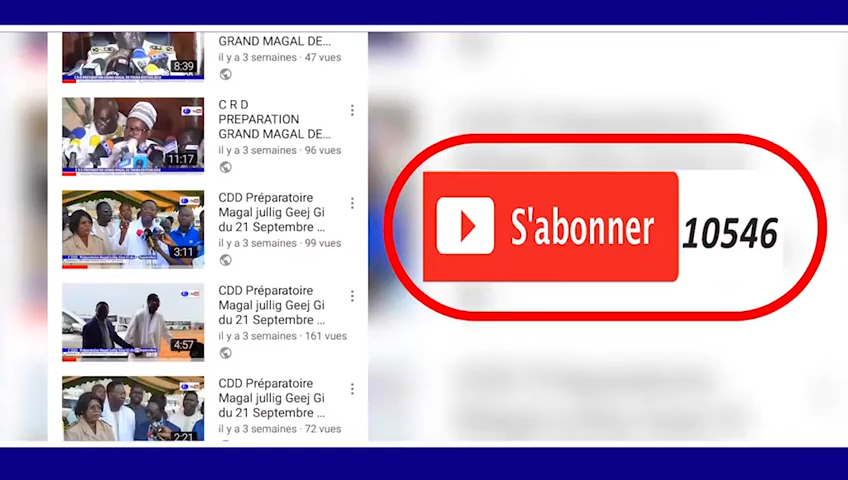 GRAND MAGAL DE...
il y a 3 semaines · 47 vues
8:39
C R D
PREPARATION
GRAND MAGAL DE...
il y a 3 semaines · 96 vues
11:17
CDD Préparatoire
Magal jullig Geej Gi
du 21 Septembre ...
il y a 3 semaines · 99 vues
3:11
CDD Préparatoire
Magal jullig Geej Gi
du 21 Septembre ...
il y a 3 semaines · 161 vues
4:57
CDD Préparatoire
Magal jullig Geej Gi
du 21 Septembre ...
il y a 3 semaines · 72 vues
2:21
S'abonner 10546